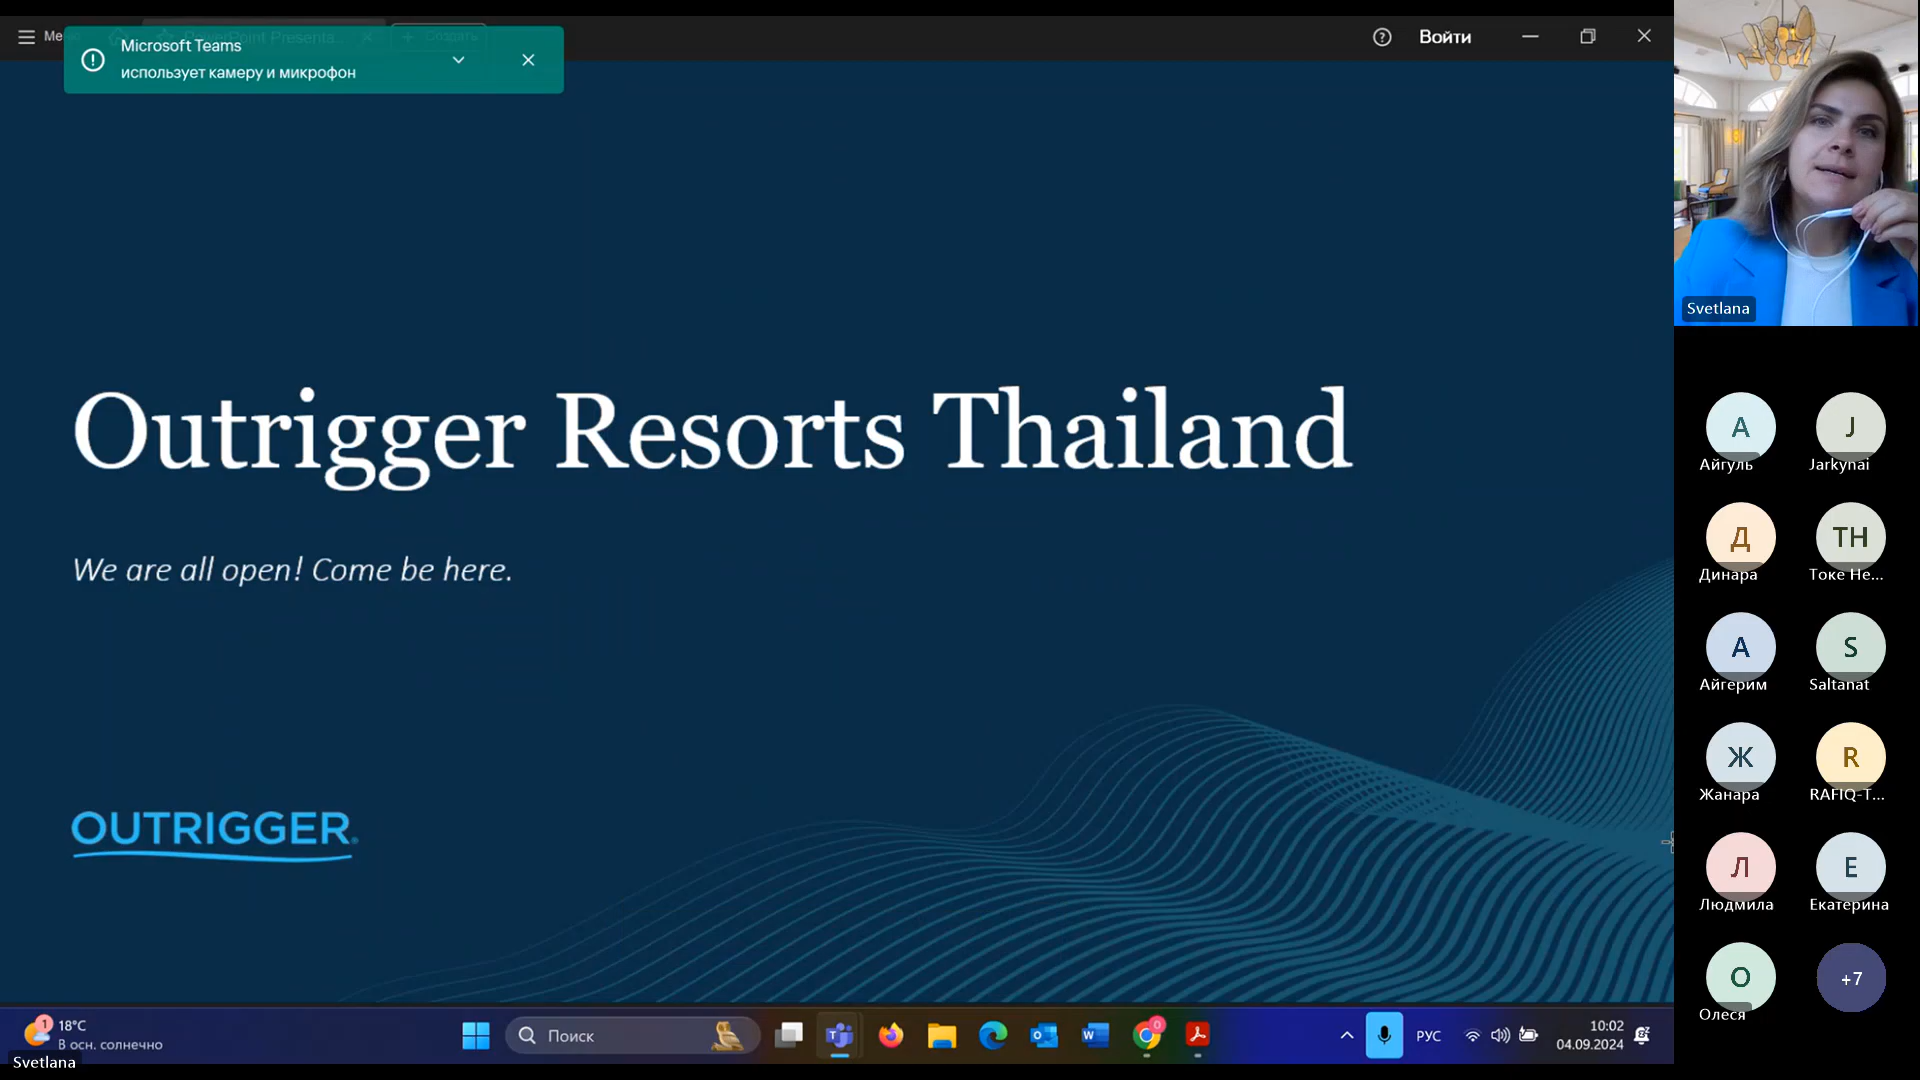 Microsoft Teams
использует камеру и микрофон
Войти
Outrigger Resorts Thailand
We are all open! Come be here.
OUTRIGGER®
Svetlana
А
Айгуль
J
Jarkynai
Д
Динара
TH
Токе Не...
А
Айгерим
S
Saltanat
Ж
Жанара
R
RAFIQ-T...
Л
Людмила
Е
Екатерина
О
Олеся
+7
1
18°C
В осн. солнечно
Поиск
0
РУС
10:02
04.09.2024
Svetlana